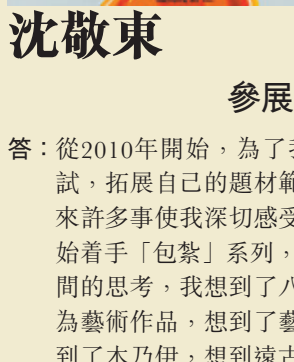 沈敬東
參展
答：從2010年開始，為了
試，拓展自己的題材範
來許多事使我深切感受
始着手「包紮」系列，
間的思考，我想到了八
為藝術作品，想到了藝
到了木乃伊，想到遠古